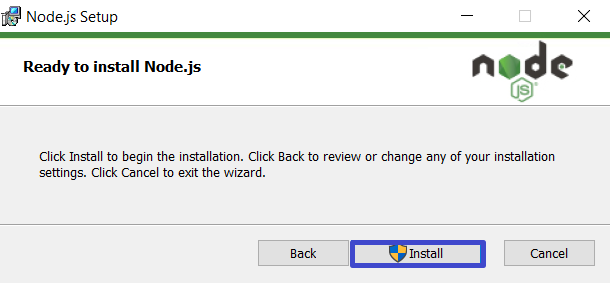 Node.js Setup
Ready to install Node.js
node
JS
Click Install to begin the installation. Click Back to review or change any of your installation
settings. Click Cancel to exit the wizard.
Back
Install
Cancel